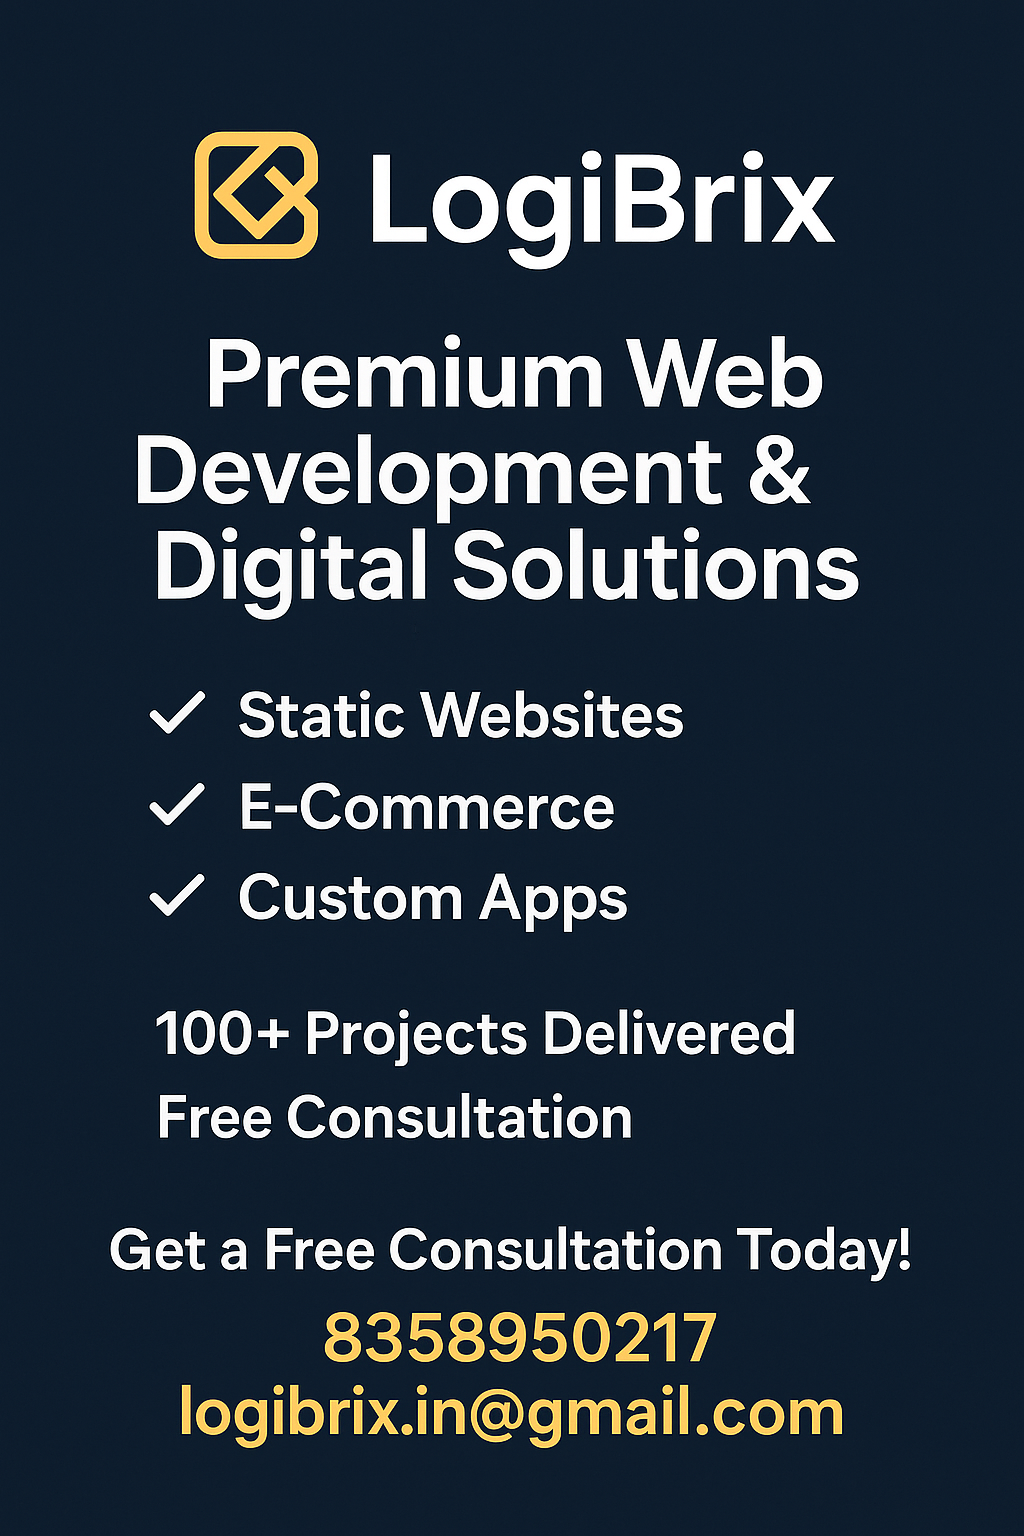 LogiBrix
Premium Web
Development &
Digital Solutions
Static Websites
E-Commerce
Custom Apps
100+ Projects Delivered
Free Consultation
Get a Free Consultation Today!
8358950217
logibrix.in@gmail.com